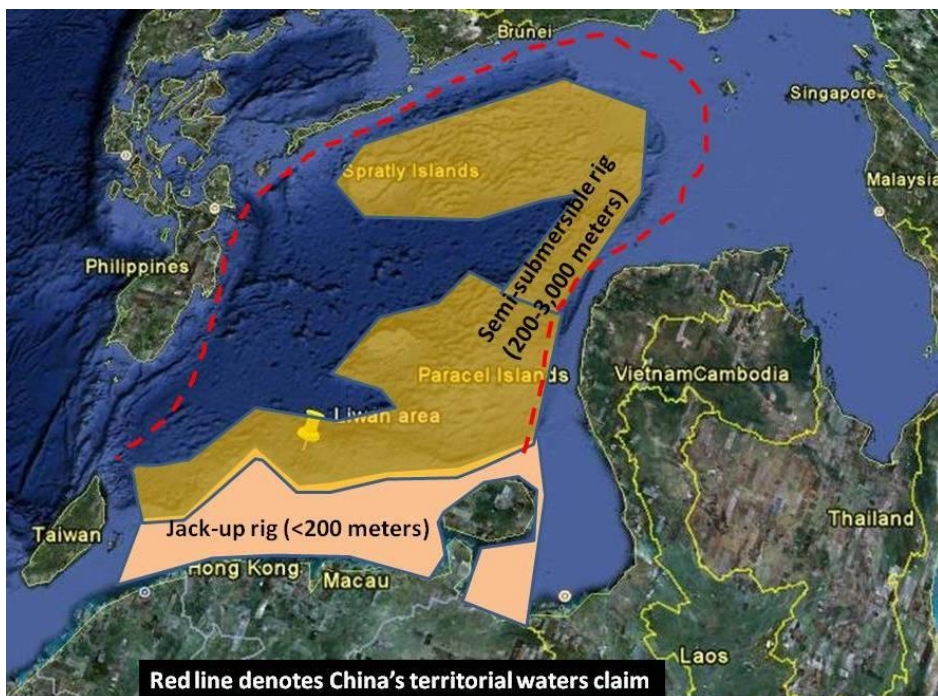 Brunei
Singapore
Spratly Islands
Malaysia
Semi-submersible rig
(200-3,000 meters)
Philippines
Paracel Islands
VietnamCambodia
Liwan area
Taiwan
Jack-up rig (<200 meters)
Thailand
Hong Kong
Macau
Laos
Red line denotes China's territorial waters claim